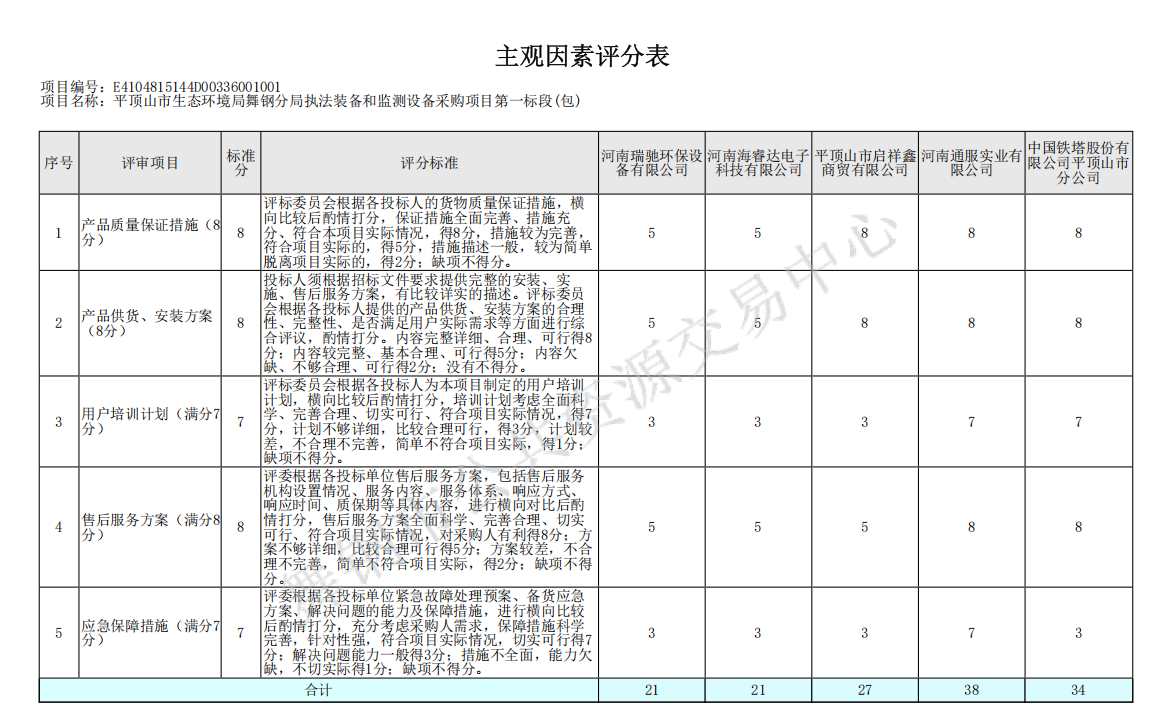 主观因素评分表
项目编号：E4104815144D00336001001
项目名称：平顶山市生态环境局舞钢分局执法装备和监测设备采购项目第一标段(包)
序号
评审项目
标准
分
评分标准
河南瑞驰环保设
备有限公司
河南海睿达电子
科技有限公司
平顶山市启祥鑫
商贸有限公司
河南通服实业有
限公司
中国铁塔股份有
限公司平顶山市
分公司
1
产品质量保证措施（8
分）
8
评标委员会根据各投标人的货物质量保证措施，横
向比较后酌情打分，保证措施全面完善、措施充
分、符合本项目实际情况，得8分，措施较为完善，
符合项目实际的，得5分，措施描述一般，较为简单
脱离项目实际的，得2分；缺项不得分。
5
5
8
8
8
2
产品供货、安装方案
（8分）
8
投标人须根据招标文件要求提供完整的安装、实
施、售后服务方案，有比较详实的描述。评标委员
会根据各投标人提供的产品供货、安装方案的合理
性、完整性、是否满足用户实际需求等方面进行综
合评议，酌情打分。内容完整详细、合理、可行得8
分；内容较完整、基本合理、可行得5分；内容欠
缺、不够合理、可行得2分；没有不得分。
5
5
8
8
8
3
用户培训计划（满分7
分）
7
评标委员会根据各投标人为本项目制定的用户培训
计划，横向比较后酌情打分，培训计划考虑全面科
学、完善合理、切实可行、符合项目实际情况，得7
分，计划不够详细，比较合理可行，得3分，计划较
差，不合理不完善，简单不符合项目实际，得1分；
缺项不得分。
3
3
3
7
7
4
售后服务方案（满分8
分）
8
评委根据各投标单位售后服务方案，包括售后服务
机构设置情况、服务内容、服务体系、响应方式、
响应时间、质保期等具体内容，进行横向对比后酌
情打分，售后服务方案全面科学、完善合理、切实
可行、符合项目实际情况，对采购人有利得8分；方
案不够详细，比较合理可行得5分；方案较差，不合
理不完善，简单不符合项目实际，得2分；缺项不得
分。
5
5
5
8
8
5
应急保障措施（满分7
分）
7
评委根据各投标单位紧急故障处理预案、备货应急
方案、解决问题的能力及保障措施，进行横向比较
后酌情打分，充分考虑采购人需求，保障措施科学
完善，针对性强，符合项目实际情况，切实可行得7
分；解决问题能力一般得3分；措施不全面，能力欠
缺，不切实际得1分；缺项不得分。
3
3
3
7
3
合计
21
21
27
38
34
舞钢市公共资源交易中心